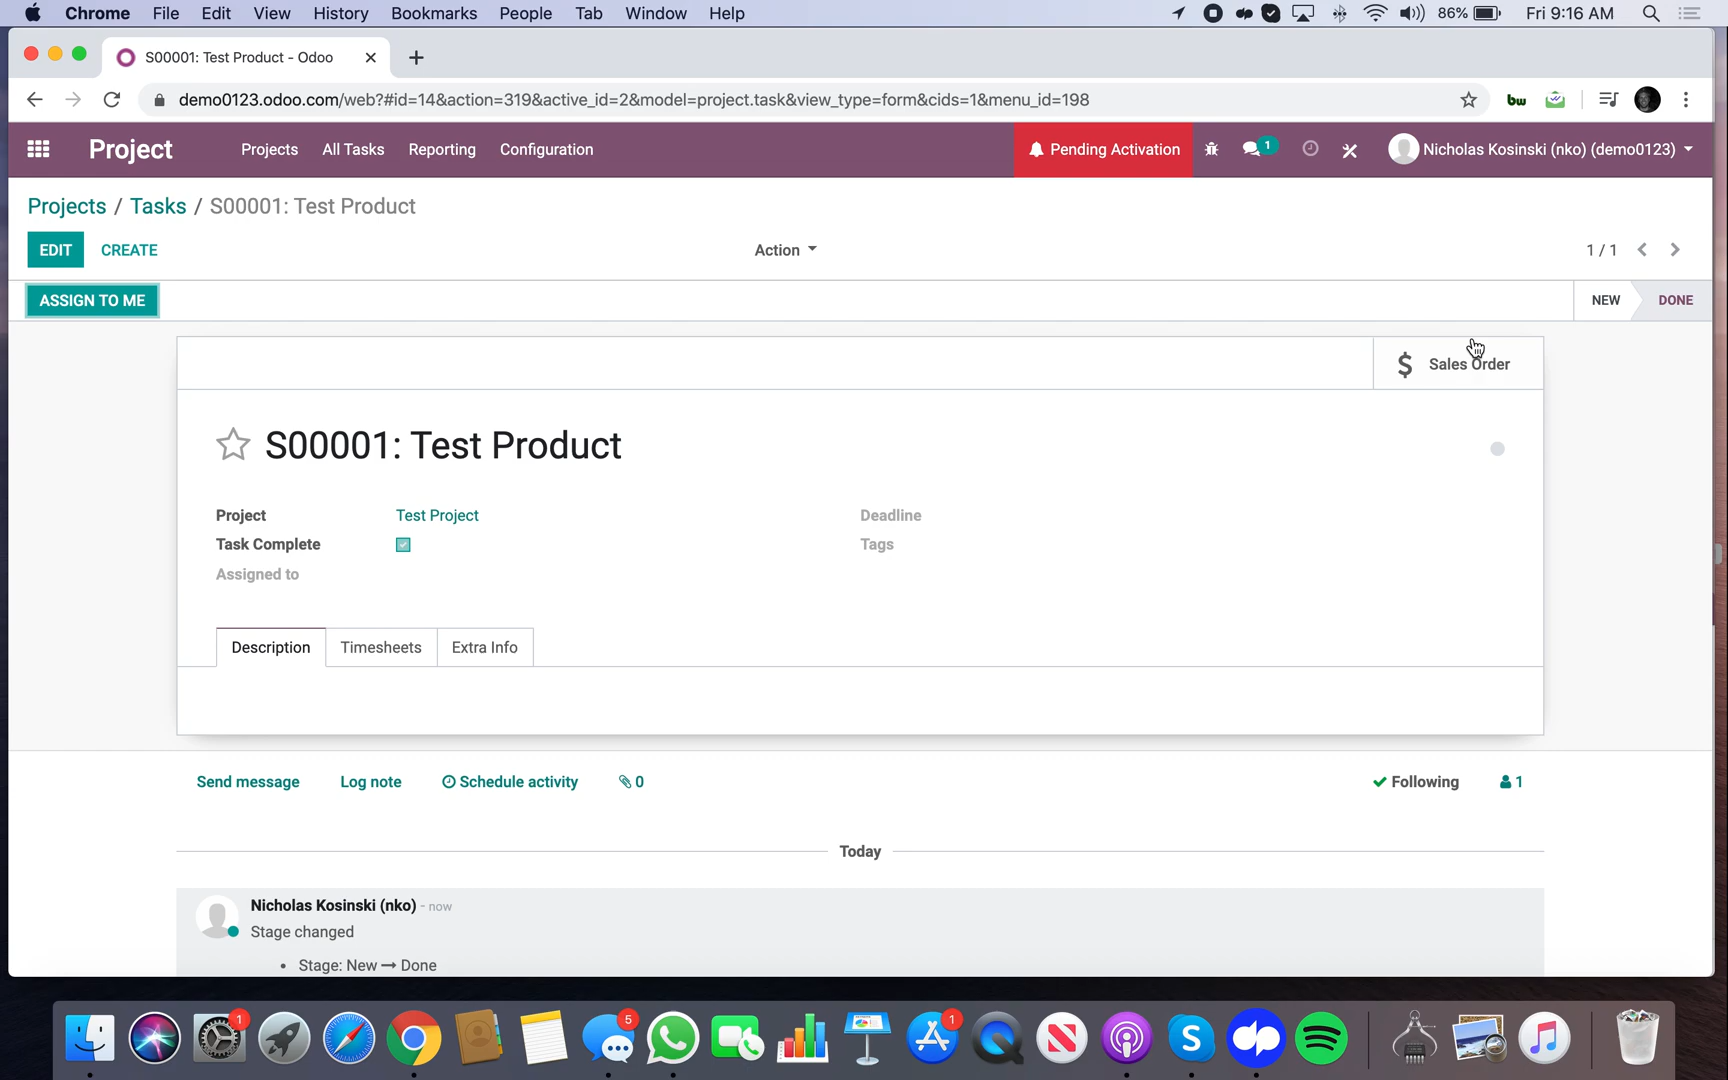 Chrome File Edit View History Bookmarks People Tab Window Help 86% Fri 9:16 AM
S00001: Test Product - Odoo
demo0123.odoo.com/web?#id=14&action=319&active_id=2&model=project.task&view_type=form&cids=1&menu_id=198 bw
Project Projects All Tasks Reporting Configuration Pending Activation 1 Nicholas Kosinski (nko) (demo0123)
Projects / Tasks / S00001: Test Product
EDIT CREATE Action 1 / 1
ASSIGN TO ME NEW DONE
$ Sales Order
S00001: Test Product
Project Test Project Deadline
Task Complete Tags
Assigned to
Description Timesheets Extra Info
Send message Log note Schedule activity 0 Following 1
Today
Nicholas Kosinski (nko) - now
Stage changed
• Stage: New → Done
1 5 1